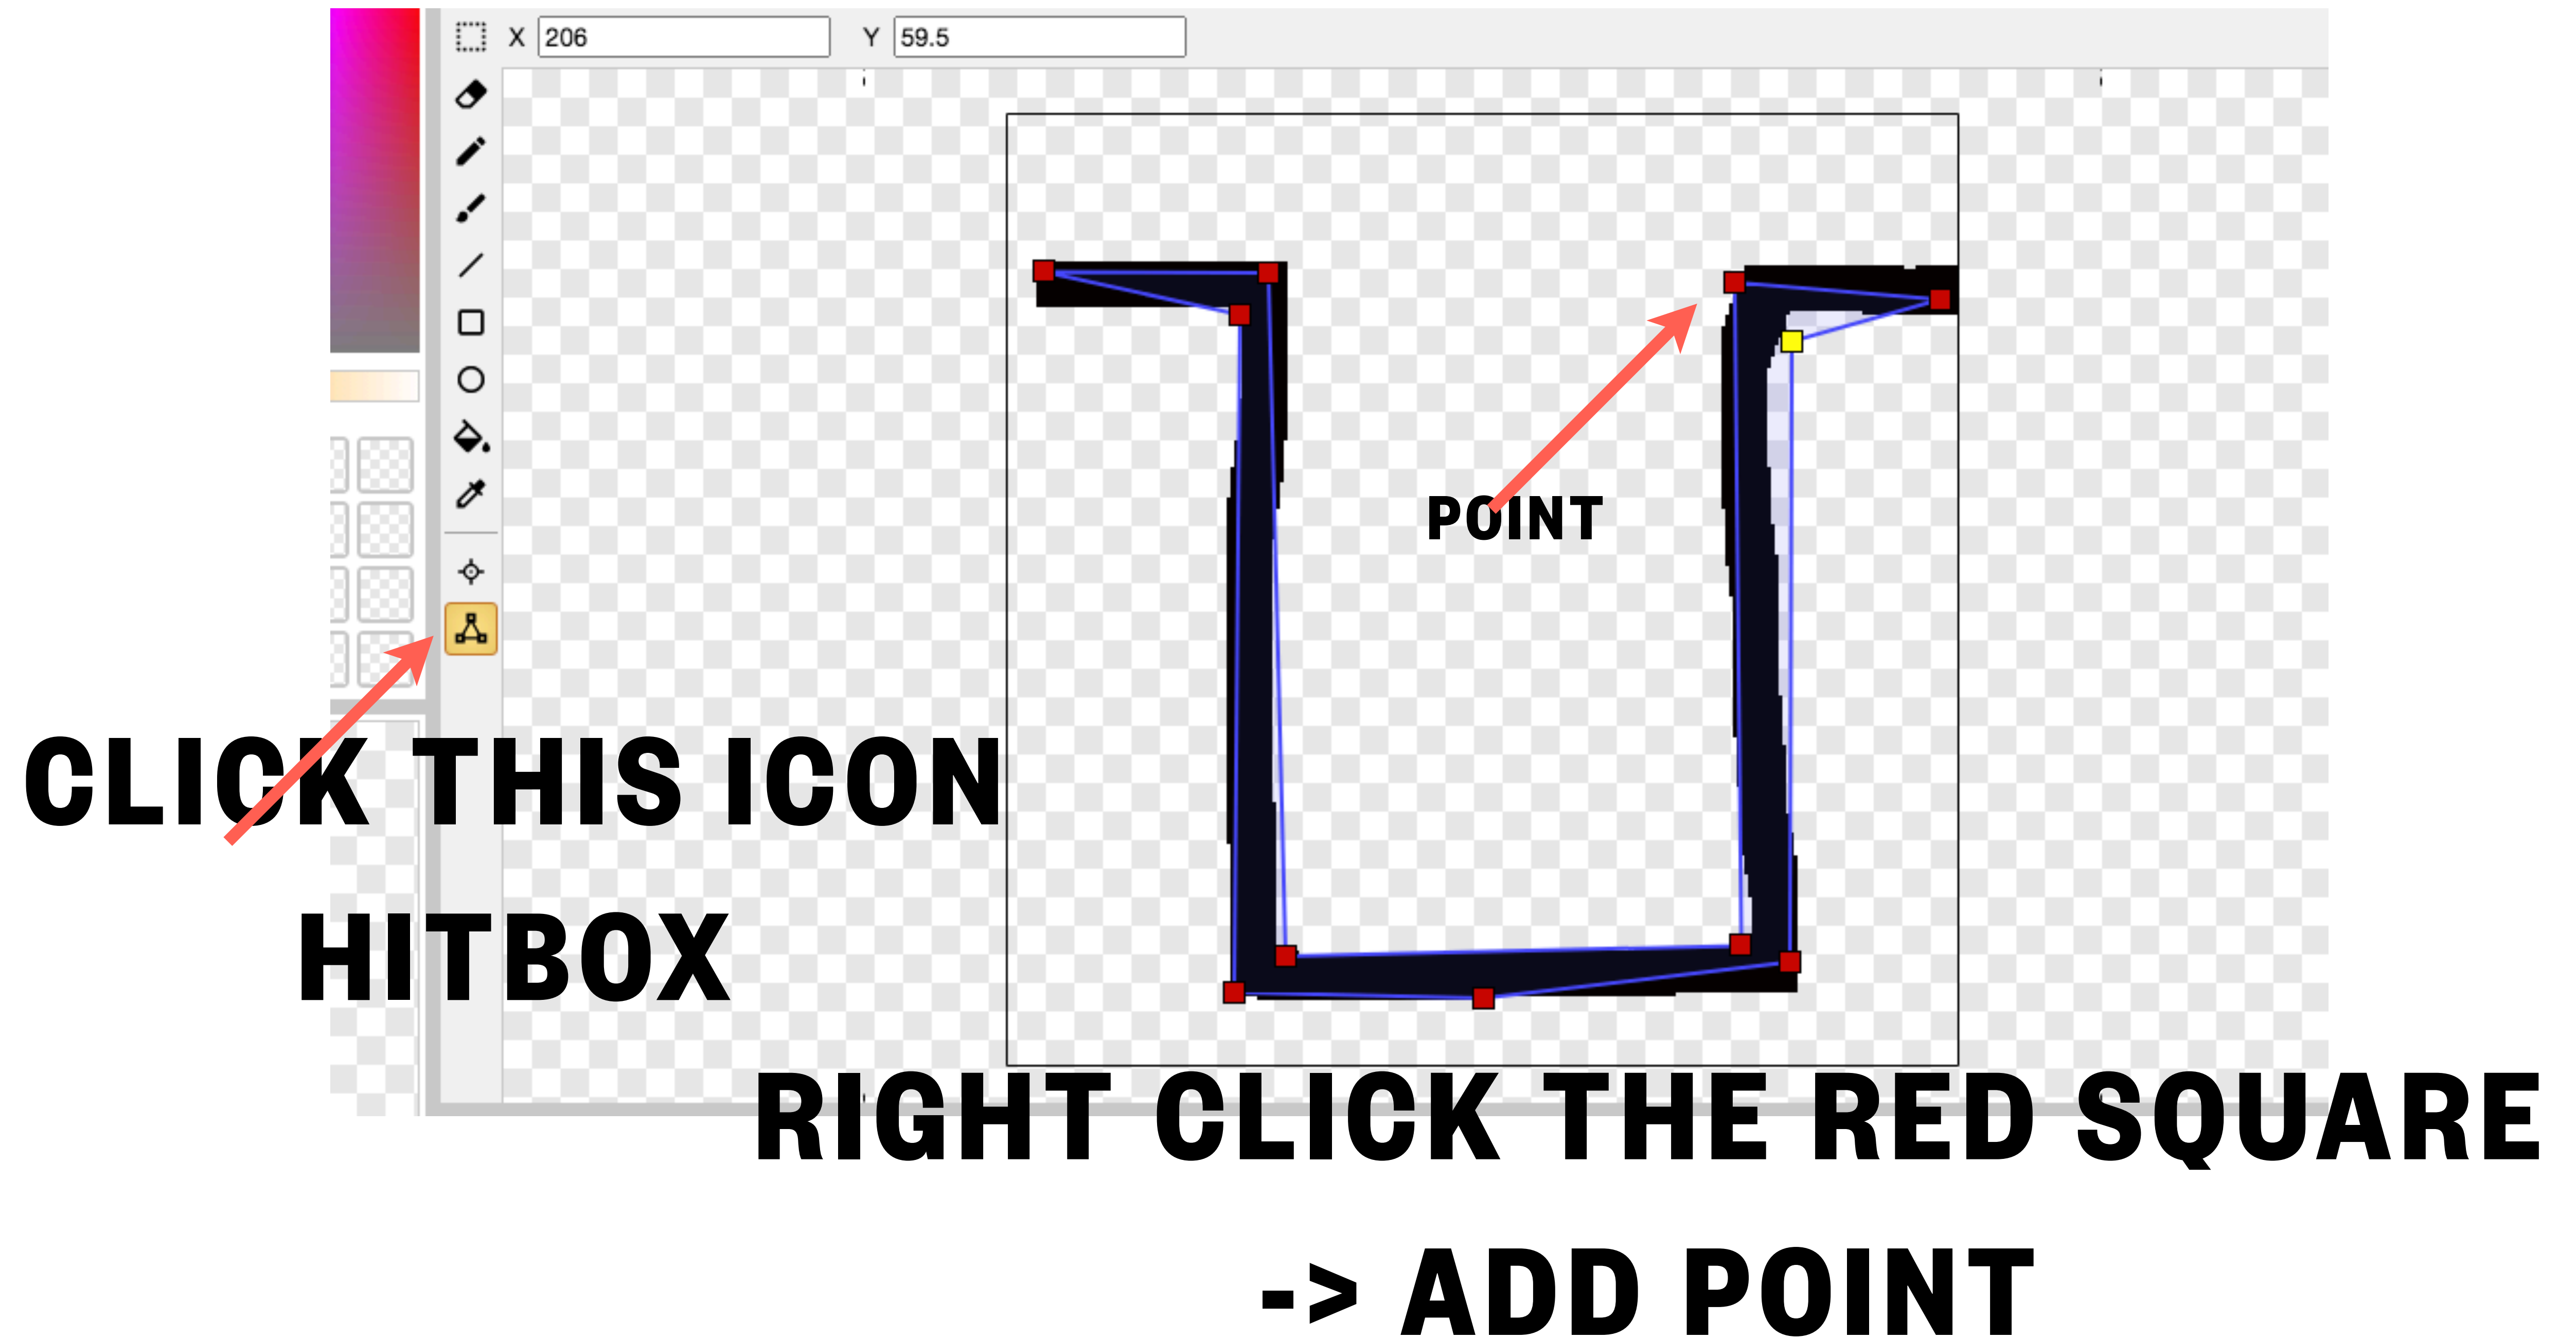 X 206 Y 59.5
POINT
CLICK THIS ICON
HITBOX
RIGHT CLICK THE RED SQUARE
-> ADD POINT